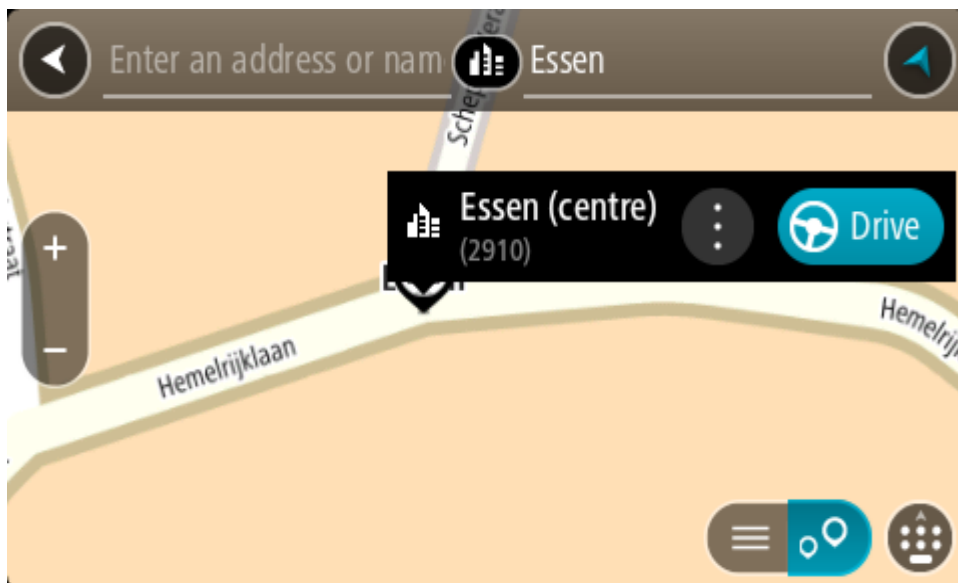 Enter an address or nam
Essen
Essen (centre)
(2910)
Drive
Hemelrijklaan